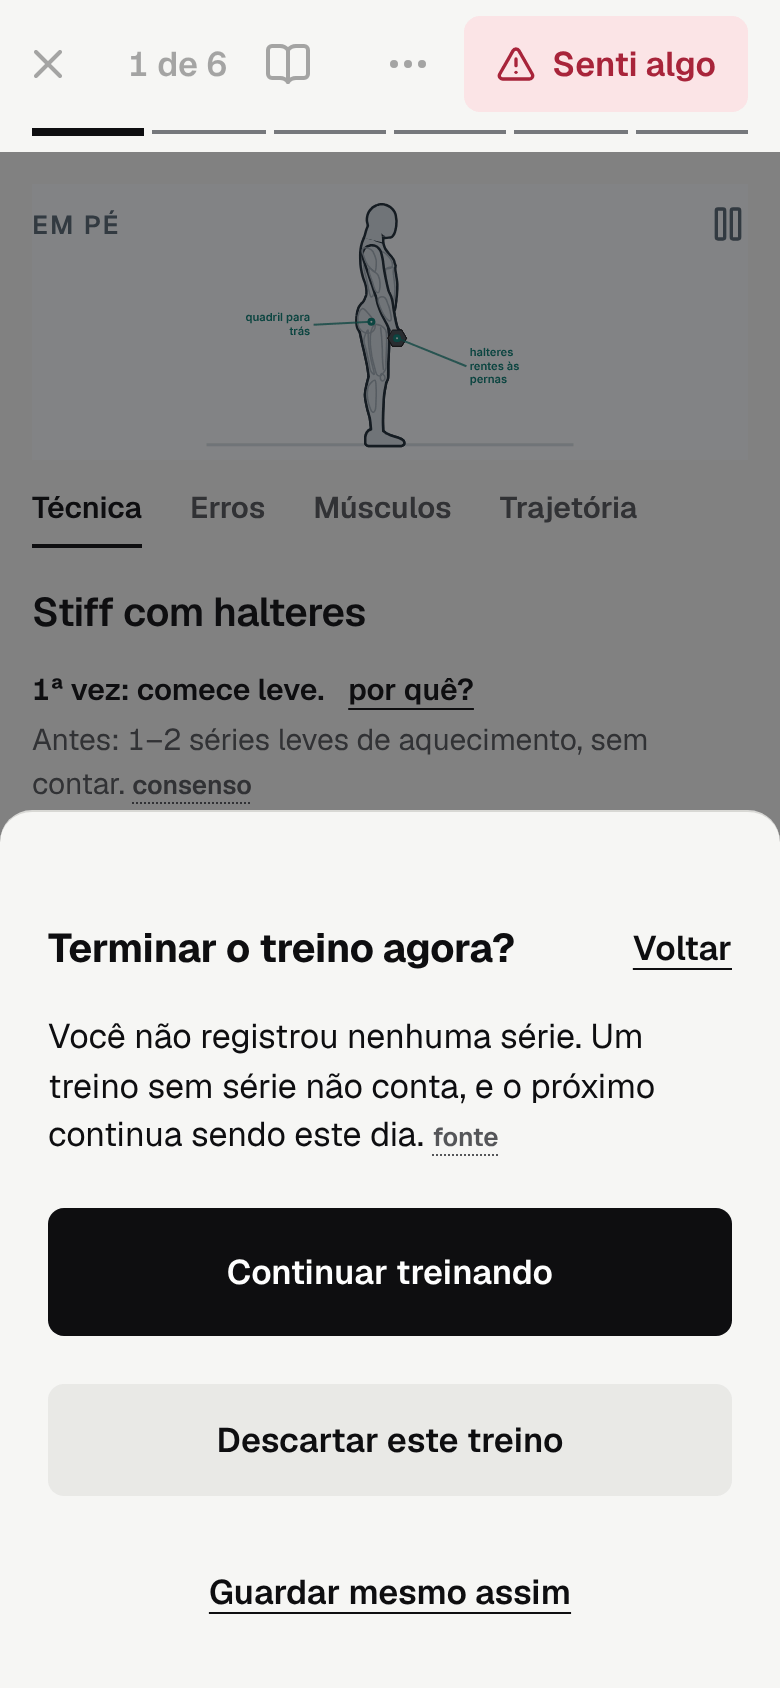 1 de 6
Senti algo
EM PÉ
quadril para
trás
halteres
rentes às
pernas
Técnica Erros Músculos Trajetória
Stiff com halteres
1ª vez: comece leve. por quê?
Antes: 1–2 séries leves de aquecimento, sem
contar. consenso
Terminar o treino agora? Voltar
Você não registrou nenhuma série. Um
treino sem série não conta, e o próximo
continua sendo este dia. fonte
Continuar treinando
Descartar este treino
Guardar mesmo assim